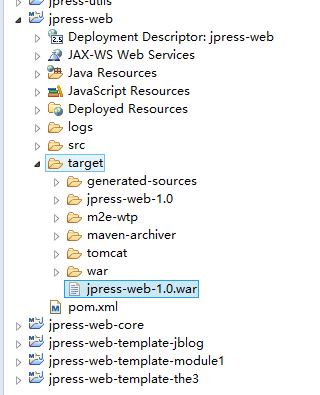 jpress-utils
jpress-web
Deployment Descriptor: jpress-web
JAX-WS Web Services
Java Resources
JavaScript Resources
Deployed Resources
logs
src
target
generated-sources
jpress-web-1.0
m2e-wtp
maven-archiver
tomcat
war
jpress-web-1.0.war
pom.xml
jpress-web-core
jpress-web-template-jblog
jpress-web-template-module1
jpress-web-template-the3